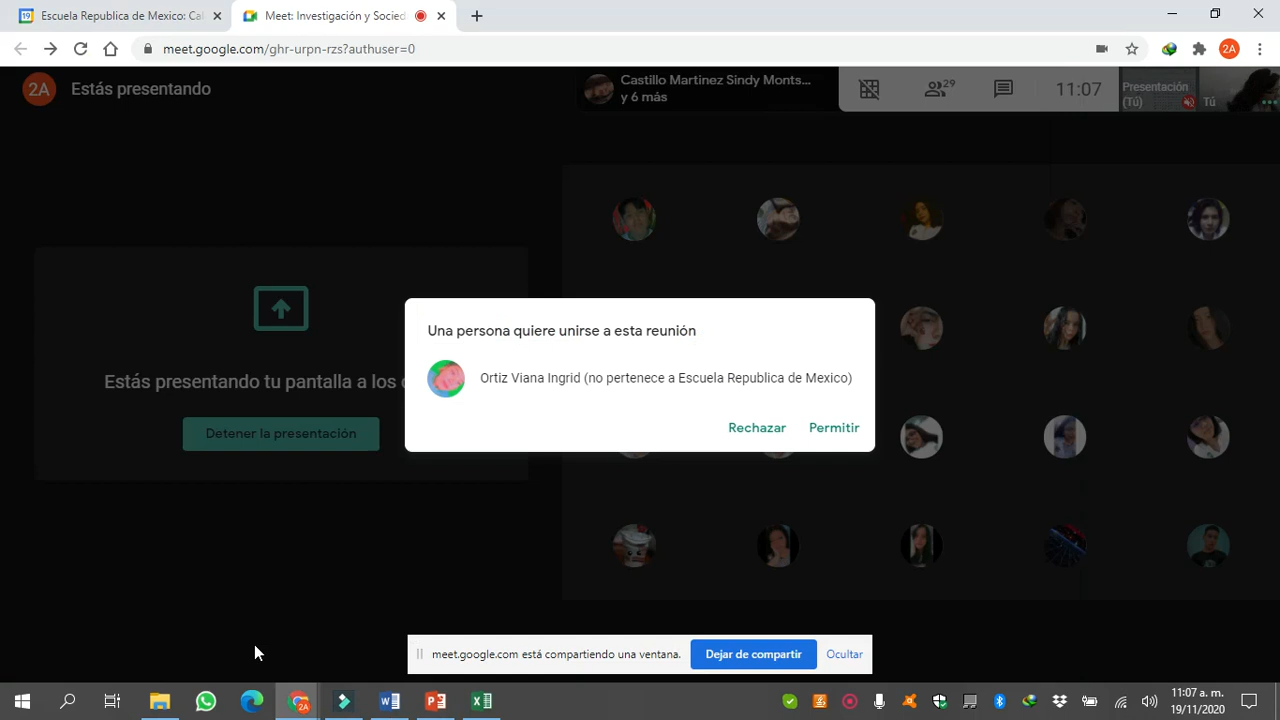 Escuela Republica de Mexico: Cal
Meet: Investigación y Socied
meet.google.com/ghr-urpn-rzs?authuser=0
2A
2A
Estás presentando
Castillo Martinez Sindy Monts...
y 6 más
29
11:07
Presentación
(Tú)
Tú
Una persona quiere unirse a esta reunión
Ortiz Viana Ingrid (no pertenece a Escuela Republica de Mexico)
Rechazar
Permitir
Estás presentando tu pantalla a los
Detener la presentación
meet.google.com está compartiendo una ventana.
Dejar de compartir
Ocultar
11:07 a. m.
19/11/2020